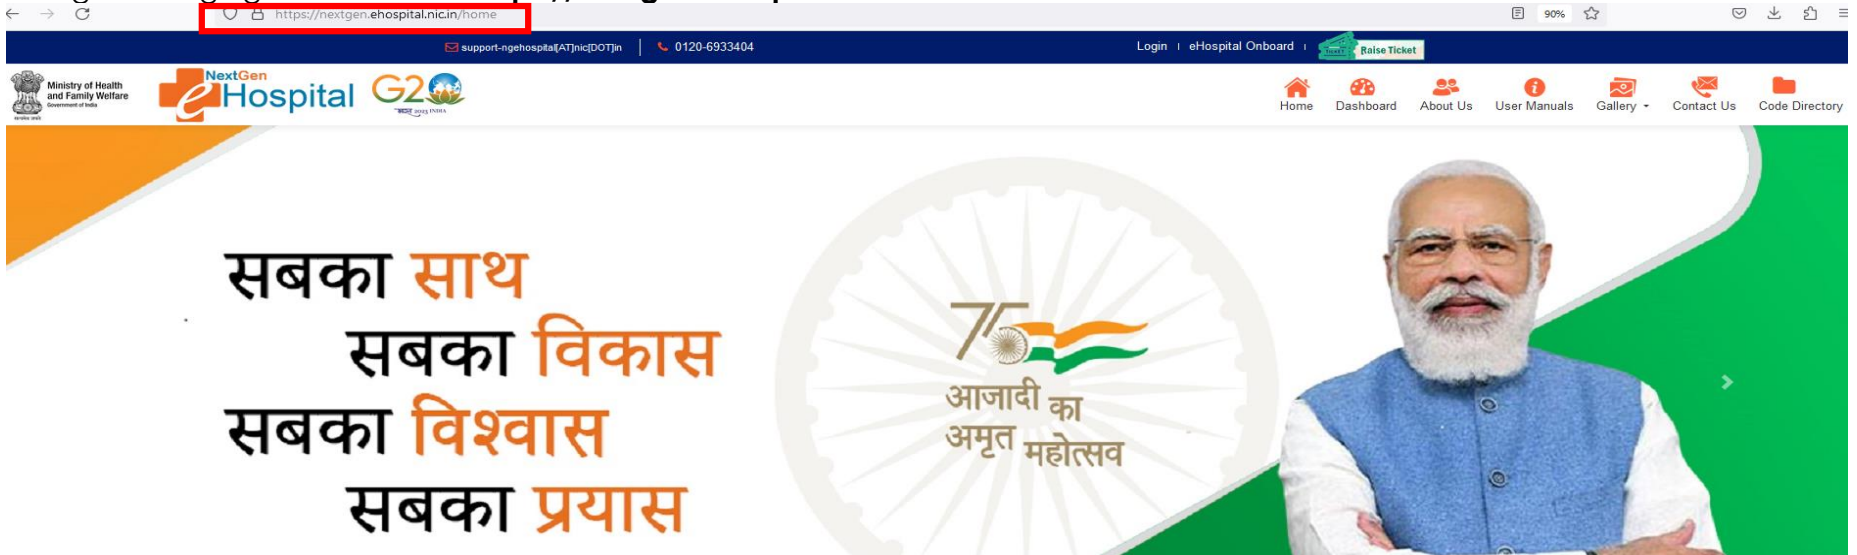 https://nextgen.ehospital.nic.in/home
90%
support-ngehospital[AT]nic[DOT]in
0120-6933404
Login
eHospital Onboard
Raise Ticket
Ministry of Health
and Family Welfare
Government of India
NextGen
eHospital
G20
Home
Dashboard
About Us
User Manuals
Gallery
Contact Us
Code Directory
सबका साथ
सबका विकास
सबका विश्वास
सबका प्रयास
75
आजादी का
अमृत महोत्सव